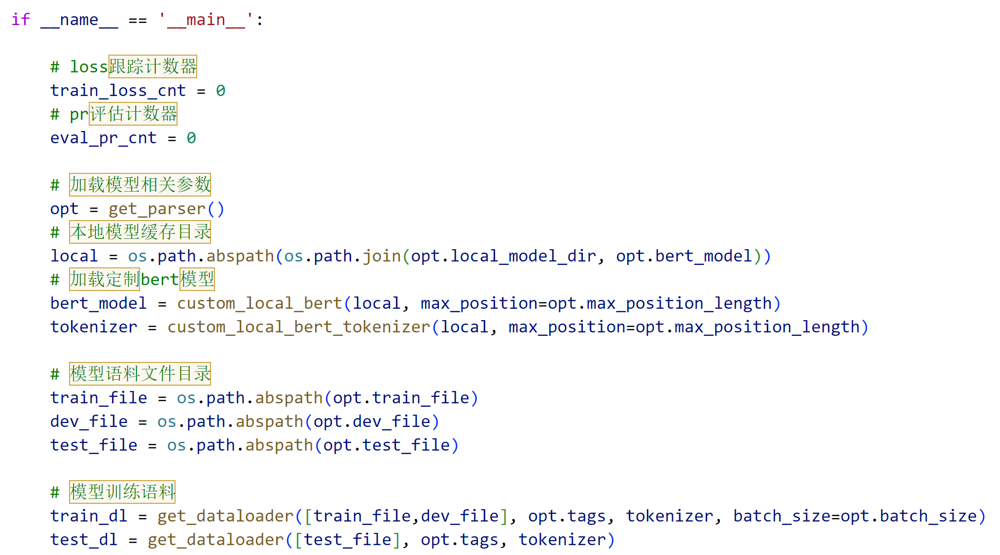 if __name__ == '__main__':
# loss跟踪计数器
train_loss_cnt = 0
# pr评估计数器
eval_pr_cnt = 0
# 加载模型相关参数
opt = get_parser()
# 本地模型缓存目录
local = os.path.abspath(os.path.join(opt.local_model_dir, opt.bert_model))
# 加载定制bert模型
bert_model = custom_local_bert(local, max_position=opt.max_position_length)
tokenizer = custom_local_bert_tokenizer(local, max_position=opt.max_position_length)
# 模型语料文件目录
train_file = os.path.abspath(opt.train_file)
dev_file = os.path.abspath(opt.dev_file)
test_file = os.path.abspath(opt.test_file)
# 模型训练语料
train_dl = get_dataloader([train_file,dev_file], opt.tags, tokenizer, batch_size=opt.batch_size)
test_dl = get_dataloader([test_file], opt.tags, tokenizer)